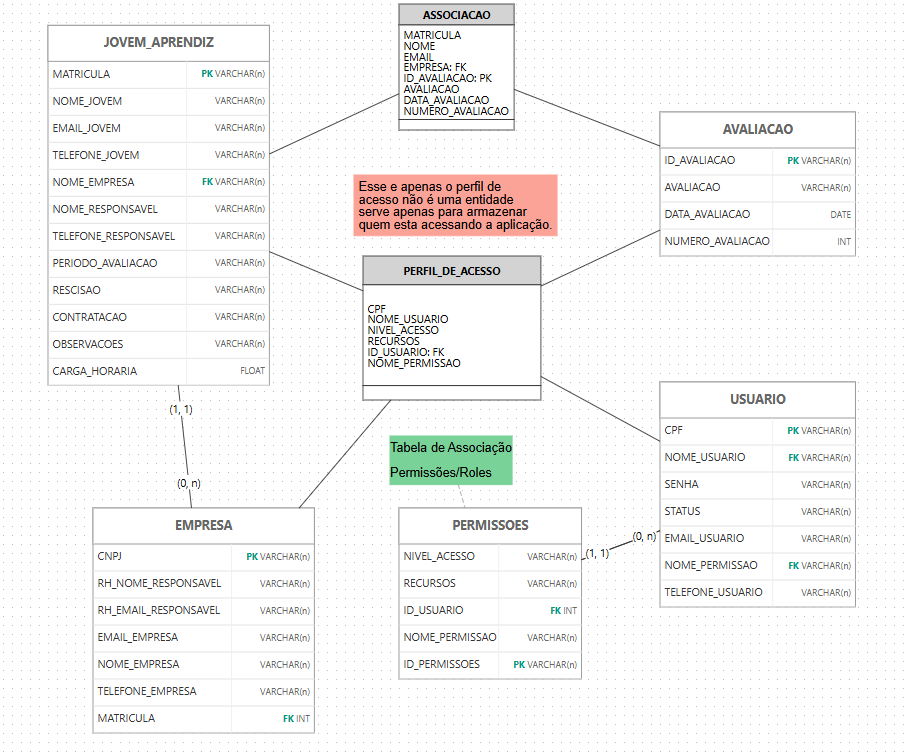 ASSOCIACAO
MATRICULA
NOME
EMAIL
EMPRESA: FK
ID_AVALIACAO: PK
AVALIACAO
DATA_AVALIACAO
NUMERO_AVALIACAO
JOVEM_APRENDIZ
MATRICULA PK VARCHAR(n)
NOME_JOVEM VARCHAR(n)
EMAIL_JOVEM VARCHAR(n)
TELEFONE_JOVEM VARCHAR(n)
NOME_EMPRESA FK VARCHAR(n)
NOME_RESPONSAVEL VARCHAR(n)
TELEFONE_RESPONSAVEL VARCHAR(n)
PERIODO_AVALIACAO VARCHAR(n)
RESCISAO VARCHAR(n)
CONTRATACAO VARCHAR(n)
OBSERVACOES VARCHAR(n)
CARGA_HORARIA FLOAT
AVALIACAO
ID_AVALIACAO PK VARCHAR(n)
AVALIACAO VARCHAR(n)
DATA_AVALIACAO DATE
NUMERO_AVALIACAO INT
Esse e apenas o perfil de
acesso não é uma entidade
serve apenas para armazenar
quem esta acessando a aplicação.
PERFIL_DE_ACESSO
CPF
NOME_USUARIO
NIVEL_ACESSO
RECURSOS
ID_USUARIO: FK
NOME_PERMISSAO
(1, 1)
(0, n)
Tabela de Associação
Permissões/Roles
USUARIO
CPF PK VARCHAR(n)
NOME_USUARIO FK VARCHAR(n)
SENHA VARCHAR(n)
STATUS VARCHAR(n)
EMAIL_USUARIO VARCHAR(n)
NOME_PERMISSAO FK VARCHAR(n)
TELEFONE_USUARIO VARCHAR(n)
EMPRESA
CNPJ PK VARCHAR(n)
RH_NOME_RESPONSAVEL VARCHAR(n)
RH_EMAIL_RESPONSAVEL VARCHAR(n)
EMAIL_EMPRESA VARCHAR(n)
NOME_EMPRESA VARCHAR(n)
TELEFONE_EMPRESA VARCHAR(n)
MATRICULA FK INT
PERMISSOES
NIVEL_ACESSO VARCHAR(n)
RECURSOS VARCHAR(n)
ID_USUARIO FK INT
NOME_PERMISSAO VARCHAR(n)
ID_PERMISSOES PK VARCHAR(n)
(1, 1)
(0, n)